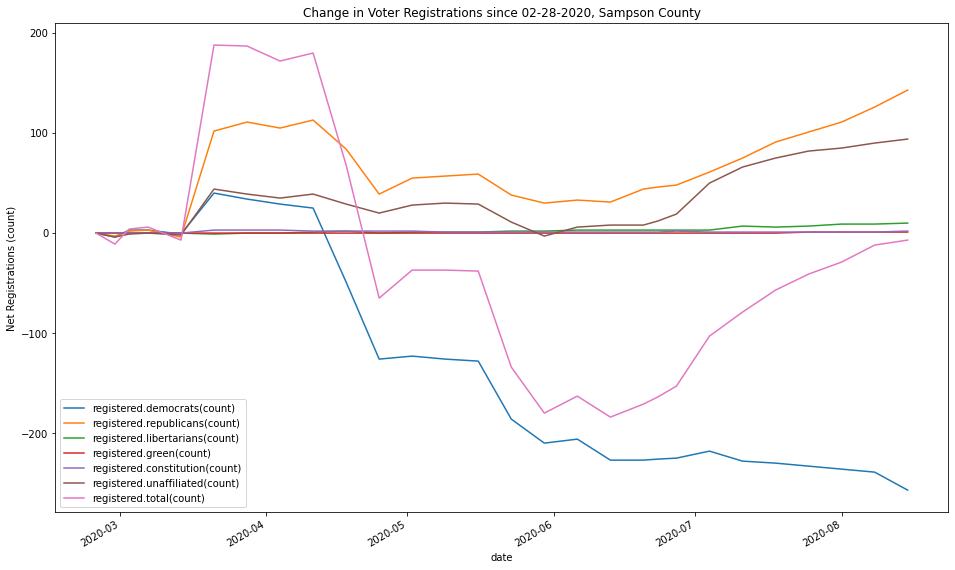 Change in Voter Registrations since 02-28-2020, Sampson County
200
100
0
−100
−200
Net Registrations (count)
registered.democrats(count)
registered.republicans(count)
registered.libertarians(count)
registered.green(count)
registered.constitution(count)
registered.unaffiliated(count)
registered.total(count)
2020-03
2020-04
2020-05
2020-06
2020-07
2020-08
date